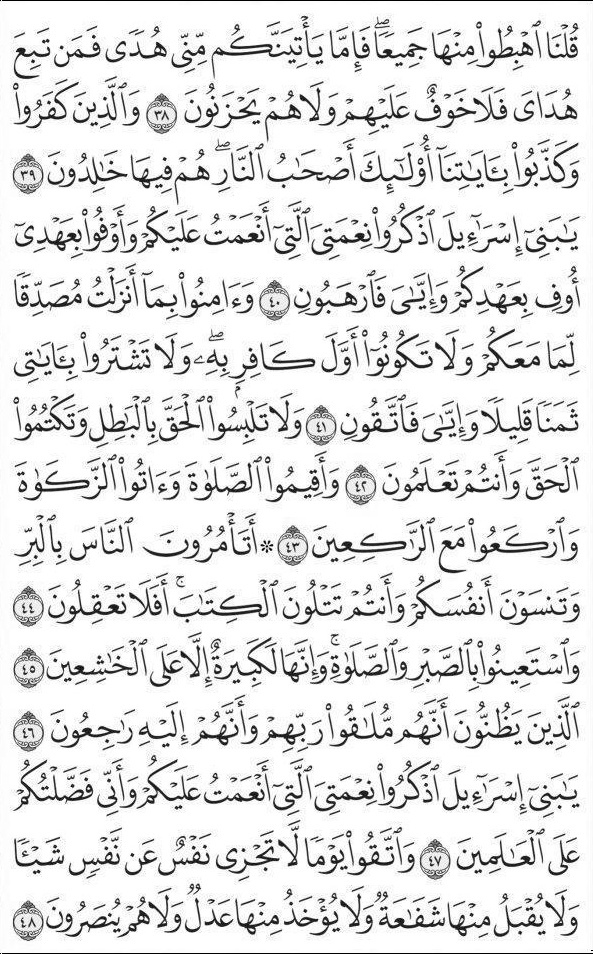 قُلْنَا ٱهْبِطُوا۟ مِنْهَا جَمِيعًۭا ۖ فَإِمَّا يَأْتِيَنَّكُم مِّنِّى هُدًۭى فَمَن تَبِعَ
هُدَاىَ فَلَا خَوْفٌ عَلَيْهِمْ وَلَا هُمْ يَحْزَنُونَ ٣٨ وَٱلَّذِينَ كَفَرُوا۟
وَكَذَّبُوا۟ بِـَٔايَـٰتِنَآ أُو۟لَـٰٓئِكَ أَصْحَـٰبُ ٱلنَّارِ ۖ هُمْ فِيهَا خَـٰلِدُونَ ٣٩
يَـٰبَنِىٓ إِسْرَٰٓءِيلَ ٱذْكُرُوا۟ نِعْمَتِىَ ٱلَّتِىٓ أَنْعَمْتُ عَلَيْكُمْ وَأَوْفُوا۟ بِعَهْدِىٓ
أُوفِ بِعَهْدِكُمْ وَإِيَّـٰىَ فَٱرْهَبُونِ ٤٠ وَءَامِنُوا۟ بِمَآ أَنزَلْتُ مُصَدِّقًۭا
لِّمَا مَعَكُمْ وَلَا تَكُونُوٓا۟ أَوَّلَ كَافِرٍۭ بِهِۦ ۖ وَلَا تَشْتَرُوا۟ بِـَٔايَـٰتِى
ثَمَنًۭا قَلِيلًۭا وَإِيَّـٰىَ فَٱتَّقُونِ ٤١ وَلَا تَلْبِسُوا۟ ٱلْحَقَّ بِٱلْبَـٰطِلِ وَتَكْتُمُوا۟
ٱلْحَقَّ وَأَنتُمْ تَعْلَمُونَ ٤٢ وَأَقِيمُوا۟ ٱلصَّلَوٰةَ وَءَاتُوا۟ ٱلزَّكَوٰةَ
وَٱرْكَعُوا۟ مَعَ ٱلرَّٰكِعِينَ ٤٣ ۞ أَتَأْمُرُونَ ٱلنَّاسَ بِٱلْبِرِّ
وَتَنسَوْنَ أَنفُسَكُمْ وَأَنتُمْ تَتْلُونَ ٱلْكِتَـٰبَ ۚ أَفَلَا تَعْقِلُونَ ٤٤
وَٱسْتَعِينُوا۟ بِٱلصَّبْرِ وَٱلصَّلَوٰةِ ۚ وَإِنَّهَا لَكَبِيرَةٌ إِلَّا عَلَى ٱلْخَـٰشِعِينَ ٤٥
ٱلَّذِينَ يَظُنُّونَ أَنَّهُم مُّلَـٰقُوا۟ رَبِّهِمْ وَأَنَّهُمْ إِلَيْهِ رَٰجِعُونَ ٤٦
يَـٰبَنِىٓ إِسْرَٰٓءِيلَ ٱذْكُرُوا۟ نِعْمَتِىَ ٱلَّتِىٓ أَنْعَمْتُ عَلَيْكُمْ وَأَنِّى فَضَّلْتُكُمْ
عَلَى ٱلْعَـٰلَمِينَ ٤٧ وَٱتَّقُوا۟ يَوْمًۭا لَّا تَجْزِى نَفْسٌ عَن نَّفْسٍۢ شَيْـًۭٔا
وَلَا يُقْبَلُ مِنْهَا شَفَـٰعَةٌۭ وَلَا يُؤْخَذُ مِنْهَا عَدْلٌۭ وَلَا هُمْ يُنصَرُونَ ٤٨